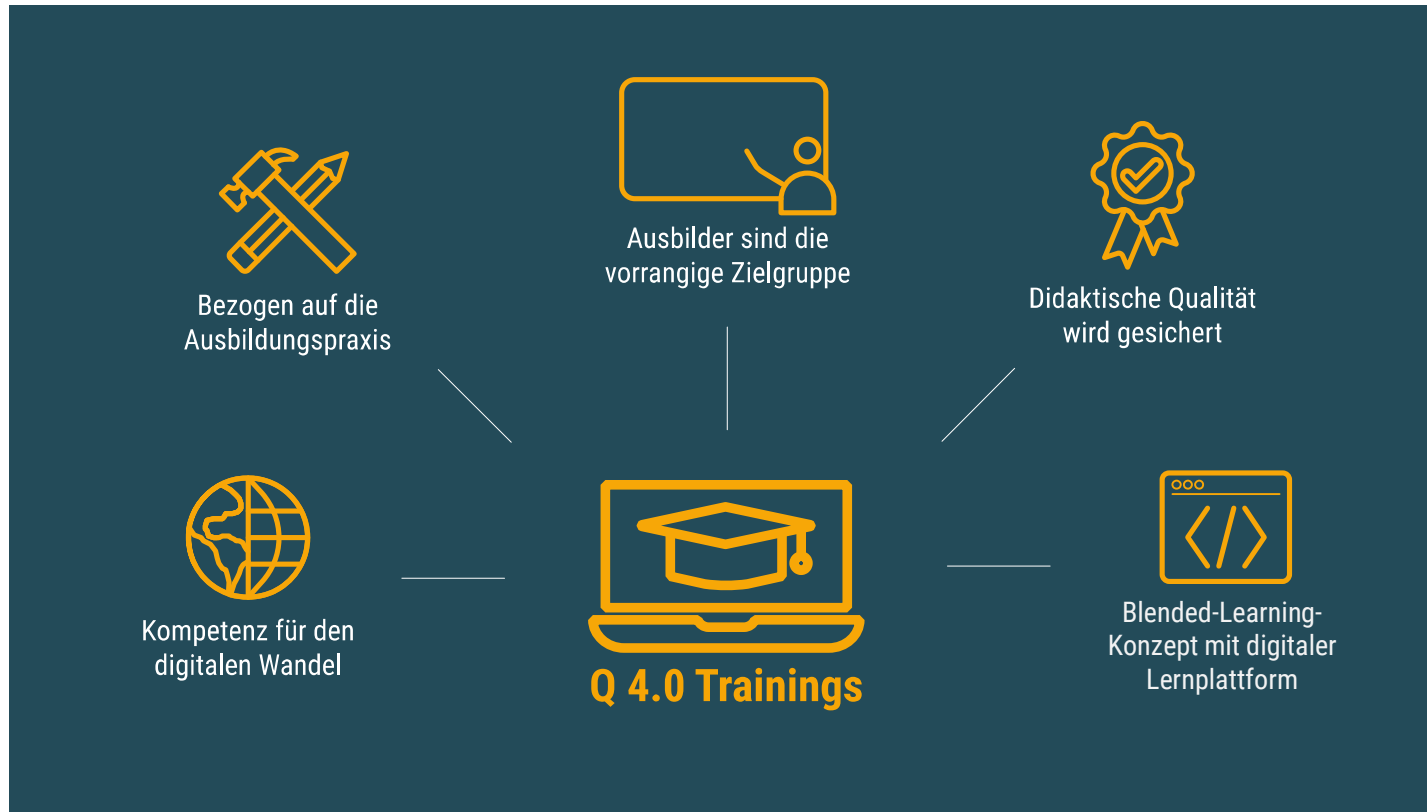 Ausbilder sind die
vorrangige Zielgruppe
Bezogen auf die
Ausbildungspraxis
Didaktische Qualität
wird gesichert
Kompetenz für den
digitalen Wandel
Blended-Learning-
Konzept mit digitaler
Lernplattform
Q 4.0 Trainings